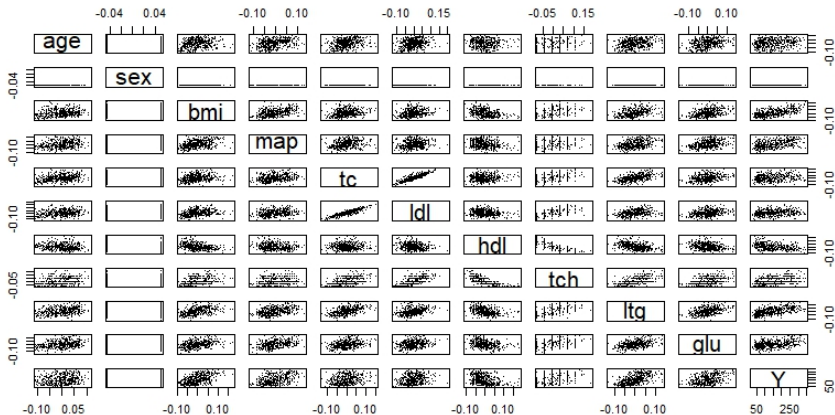 -0.04 0.04 -0.10 0.10 -0.10 0.15 -0.05 0.15 -0.10 0.10
age -0.10
-0.04 sex
bmi -0.10
-0.10 map
tc -0.10
-0.10 ldl
hdl -0.10
-0.05 tch
ltg -0.10
-0.10 glu
Y 50
-0.10 0.05 -0.10 0.10 -0.10 0.10 -0.10 0.10 -0.10 0.10 50 250